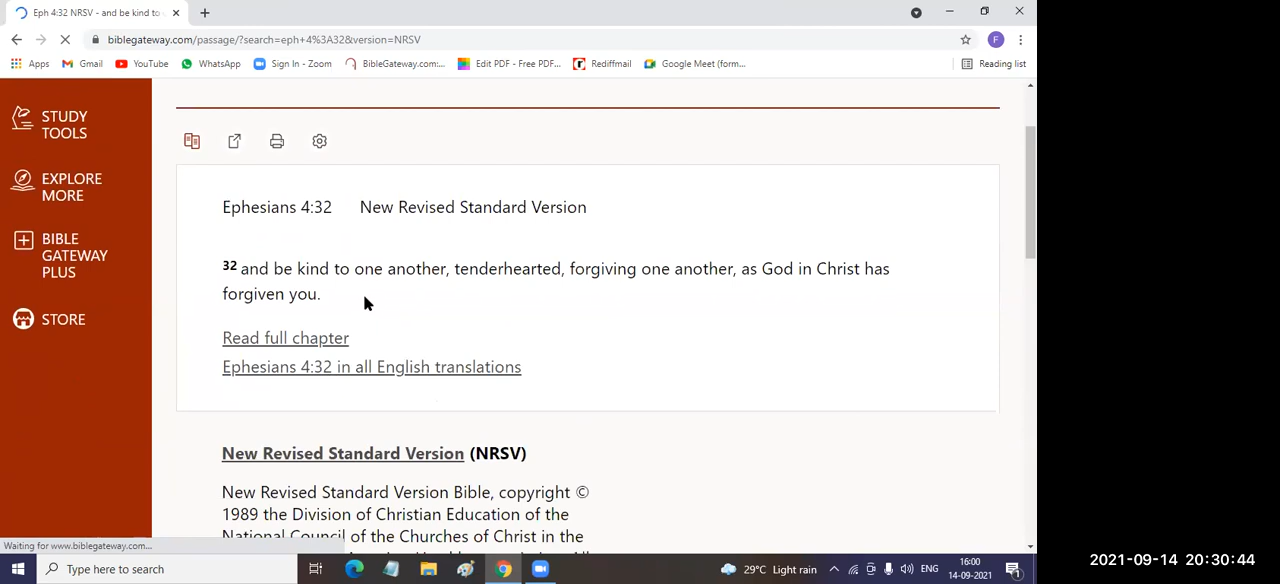 Eph 4:32 NRSV - and be kind to
biblegateway.com/passage/?search=eph+4%3A32&version=NRSV
F
Apps Gmail YouTube WhatsApp Sign In - Zoom BibleGateway.com:... Edit PDF - Free PDF... Rediffmail Google Meet (form... Reading list
STUDY
TOOLS
EXPLORE
MORE
BIBLE
GATEWAY
PLUS
STORE
Ephesians 4:32 New Revised Standard Version
32 and be kind to one another, tenderhearted, forgiving one another, as God in Christ has
forgiven you.
Read full chapter
Ephesians 4:32 in all English translations
New Revised Standard Version (NRSV)
New Revised Standard Version Bible, copyright ©
1989 the Division of Christian Education of the
National Council of the Churches of Christ in the
Waiting for www.biblegateway.com...
Type here to search
29°C Light rain
ENG
16:00
14-09-2021
1
2021-09-14 20:30:44